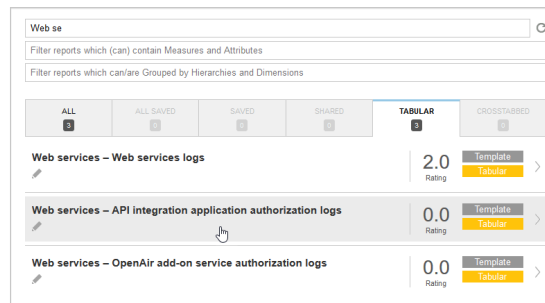 Web se
Filter reports which (can) contain Measures and Attributes
Filter reports which can/are Grouped by Hierarchies and Dimensions
ALL ALL SAVED SAVED SHARED TABULAR CROSSTABBED
3 0 0 0 3 0
Web services – Web services logs
2.0 Template
Rating Tabular
Web services – API integration application authorization logs
0.0 Template
Rating Tabular
Web services – OpenAir add-on service authorization logs
0.0 Template
Rating Tabular